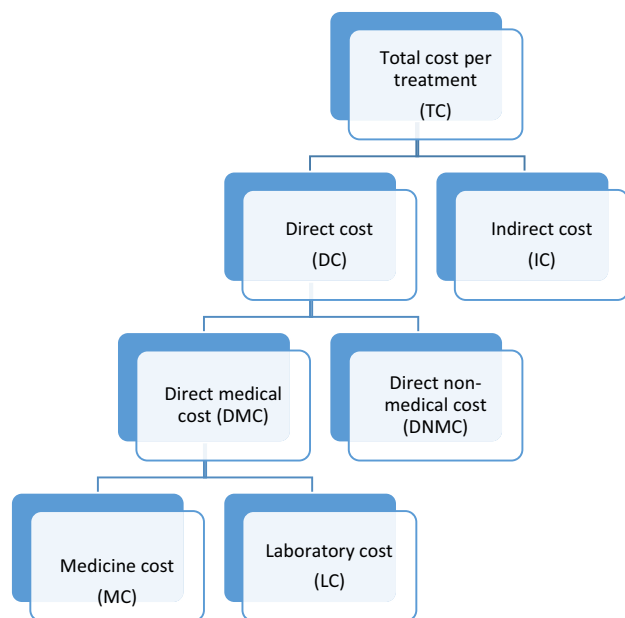 Total cost per
treatment
(TC)
Direct cost
(DC)
Indirect cost
(IC)
Direct medical
cost (DMC)
Direct non-
medical cost
(DNMC)
Medicine cost
(MC)
Laboratory cost
(LC)